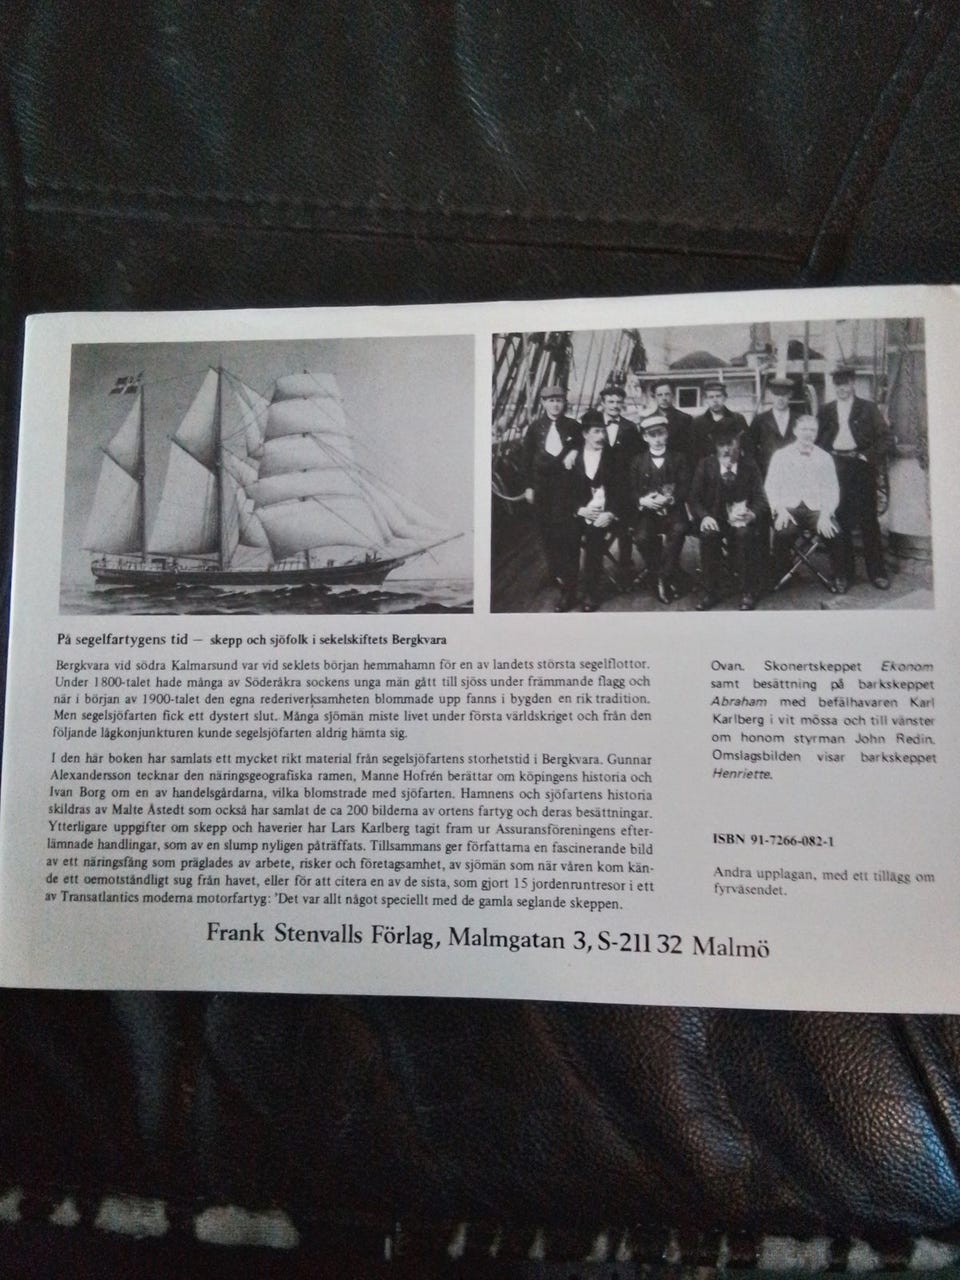 På segelfartygens tid — skepp och sjöfolk i sekelskiftets Bergkvara
Bergkvara vid södra Kalmarsund var vid seklets början hemmahamn för en av landets största segelflottor.
Under 1800-talet hade många av Söderåkra sockens unga män gått till sjöss under främmande flagg och
när i början av 1900-talet den egna rederiverksamheten blommade upp fanns i bygden en rik tradition.
Men segelsjöfarten fick ett dystert slut. Många sjömän miste livet under första världskriget och från den
följande lågkonjunkturen kunde segelsjöfarten aldrig hämta sig.
I den här boken har samlats ett mycket rikt material från segelsjöfartens storhetstid i Bergkvara. Gunnar
Alexandersson tecknar den näringsgeografiska ramen, Manne Hofrén berättar om köpingens historia och
Ivan Borg om en av handelsgårdarna, vilka blomstrade med sjöfarten. Hamnens och sjöfartens historia
skildras av Malte Åstedt som också har samlat de ca 200 bilderna av ortens fartyg och deras besättningar.
Ytterligare uppgifter om skepp och haverier har Lars Karlberg tagit fram ur Assuransföreningens efter-
lämnade handlingar, som av en slump nyligen påträffats. Tillsammans ger författarna en fascinerande bild
av ett näringsfång som präglades av arbete, risker och företagsamhet, av sjömän som när våren kom kän-
de ett oemotståndligt sug från havet, eller för att citera en av de sista, som gjort 15 jordenruntresor i ett
av Transatlantics moderna motorfartyg: 'Det var allt något speciellt med de gamla seglande skeppen.
Ovan. Skonertskeppet Ekonom
samt besättning på barkskeppet
Abraham med befälhavaren Karl
Karlberg i vit mössa och till vänster
om honom styrman John Redin.
Omslagsbilden visar barkskeppet
Henriette.
ISBN 91-7266-082-1
Andra upplagan, med ett tillägg om
fyrväsendet.
Frank Stenvalls Förlag, Malmgatan 3, S-211 32 Malmö